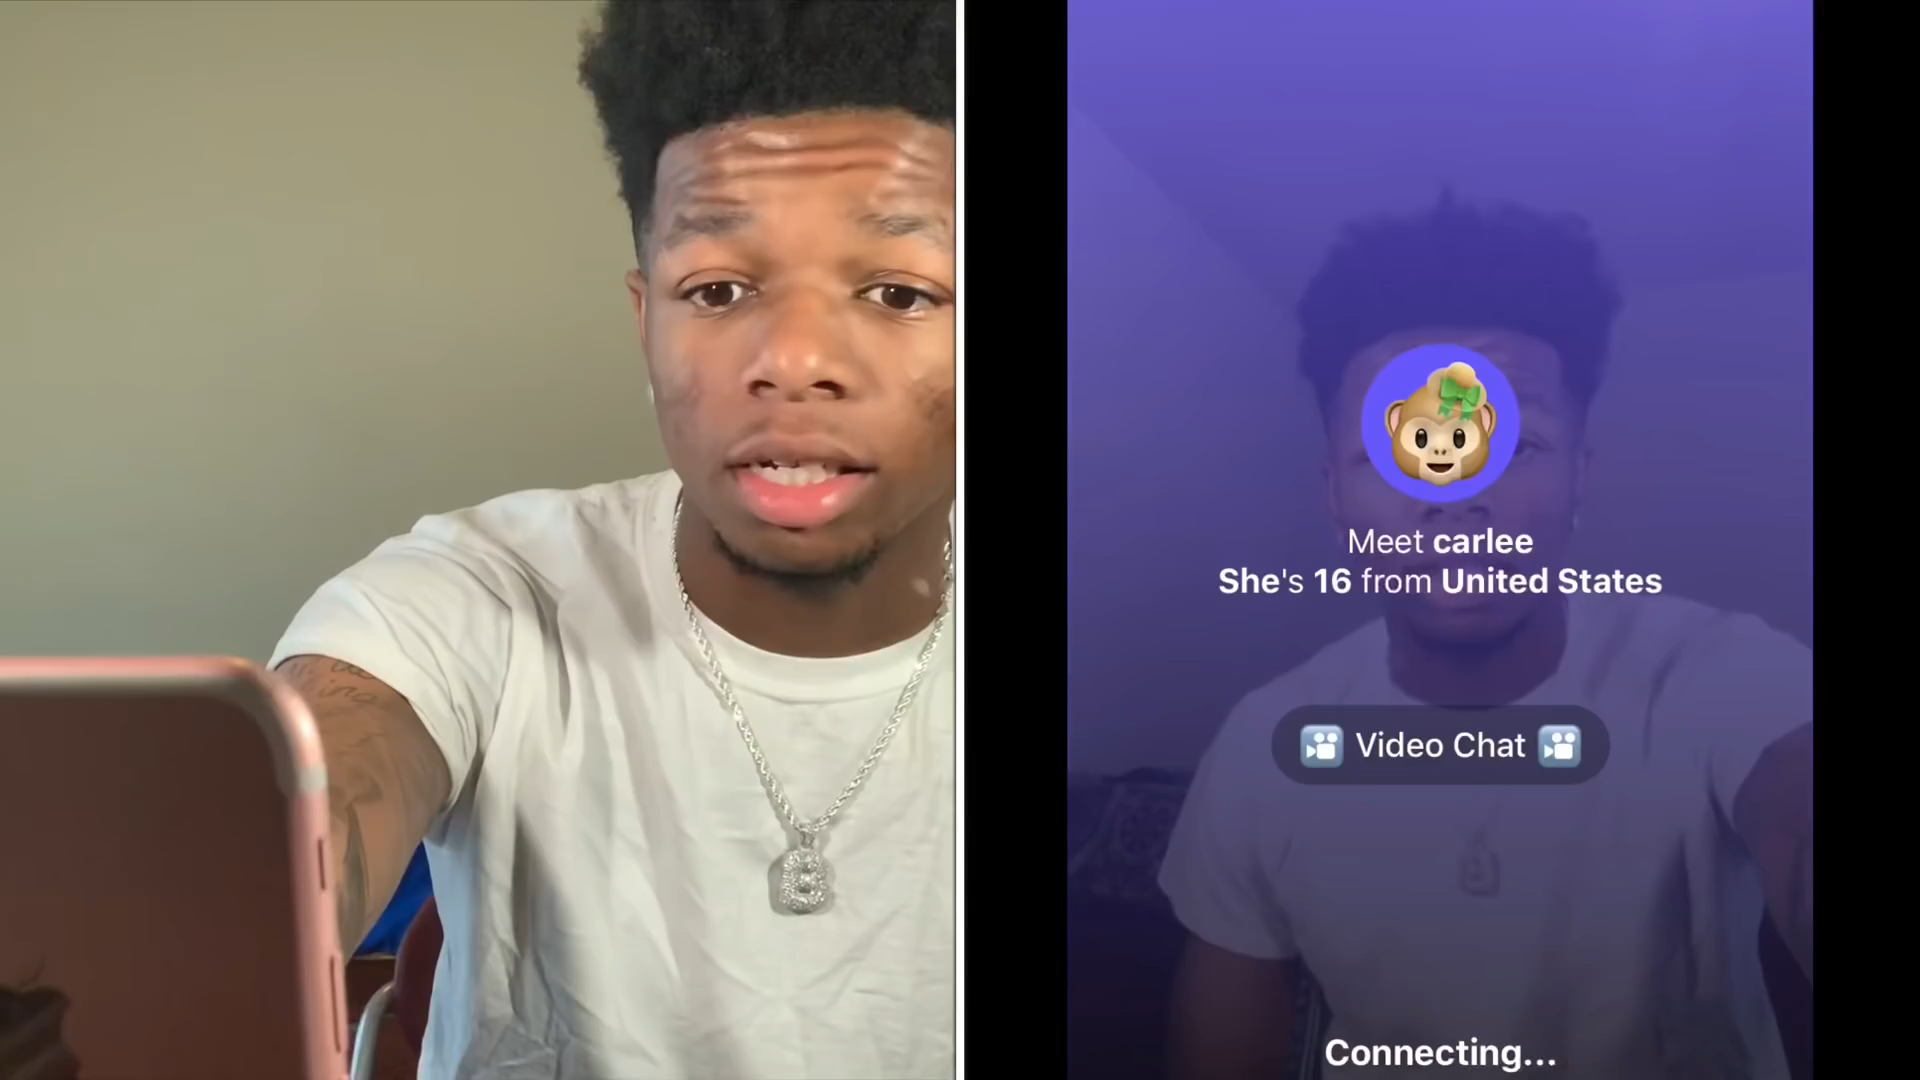 Meet carlee
She's 16 from United States
🎦 Video Chat 🎦
Connecting...